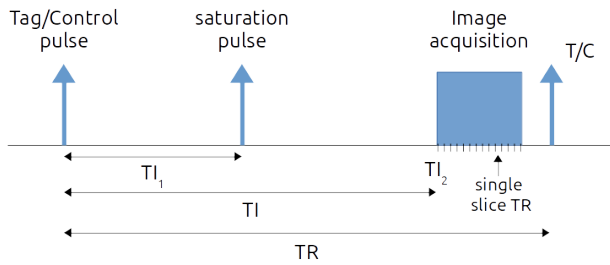 Tag/Control
pulse
saturation
pulse
Image
acquisition
T/C
TI₁
TI₂
single
slice TR
TI
TR